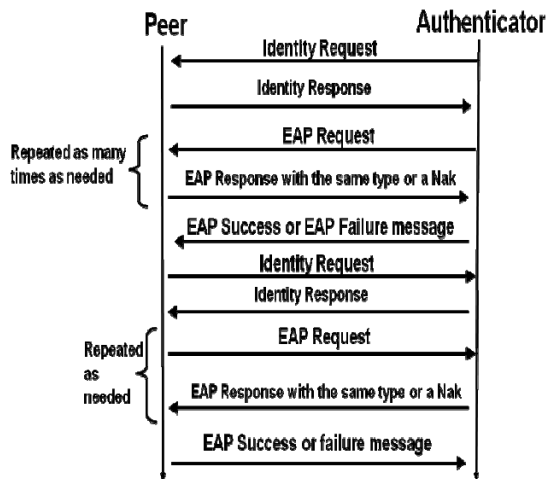 Peer
Authenticator
Identity Request
Identity Response
EAP Request
Repeated as many
times as needed
EAP Response with the same type or a Nak
EAP Success or EAP Failure message
Identity Request
Identity Response
EAP Request
Repeated
as
needed
EAP Response with the same type or a Nak
EAP Success or failure message